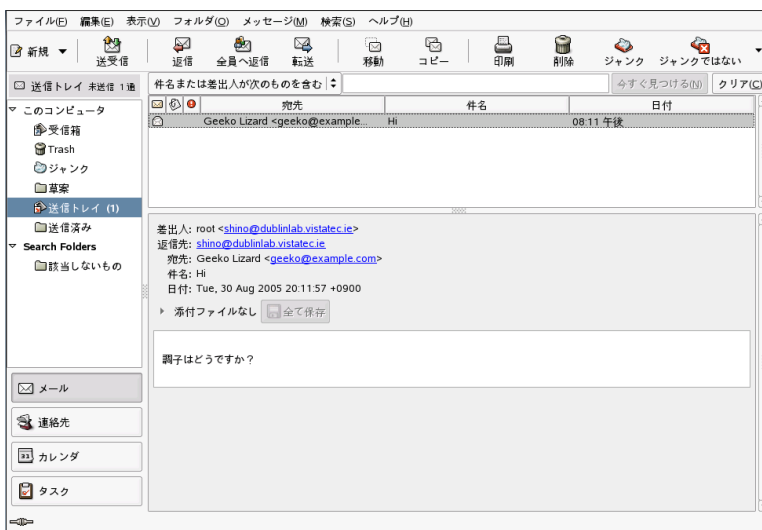 ファイル(F) 編集(E) 表示(V) フォルダ(O) メッセージ(M) 検索(S) ヘルプ(H)
新規 送受信 返信 全員へ返信 転送 移動 コピー 印刷 削除 ジャンク ジャンクではない
送信トレイ 未送信 1通 件名または差出人が次のものを含む 今すぐ見つける(N) クリア(C)
このコンピュータ
受信箱
Trash
ジャンク
草案
送信トレイ (1)
送信済み
Search Folders
該当しないもの
宛先 件名 日付
Geeko Lizard <geeko@example... Hi 08:11 午後
差出人: root <shino@dublinlab.vistatec.ie>
返信先: shino@dublinlab.vistatec.ie
宛先: Geeko Lizard <geeko@example.com>
件名: Hi
日付: Tue, 30 Aug 2005 20:11:57 +0900
添付ファイルなし 全て保存
調子はどうですか？
メール
連絡先
31 カレンダ
タスク